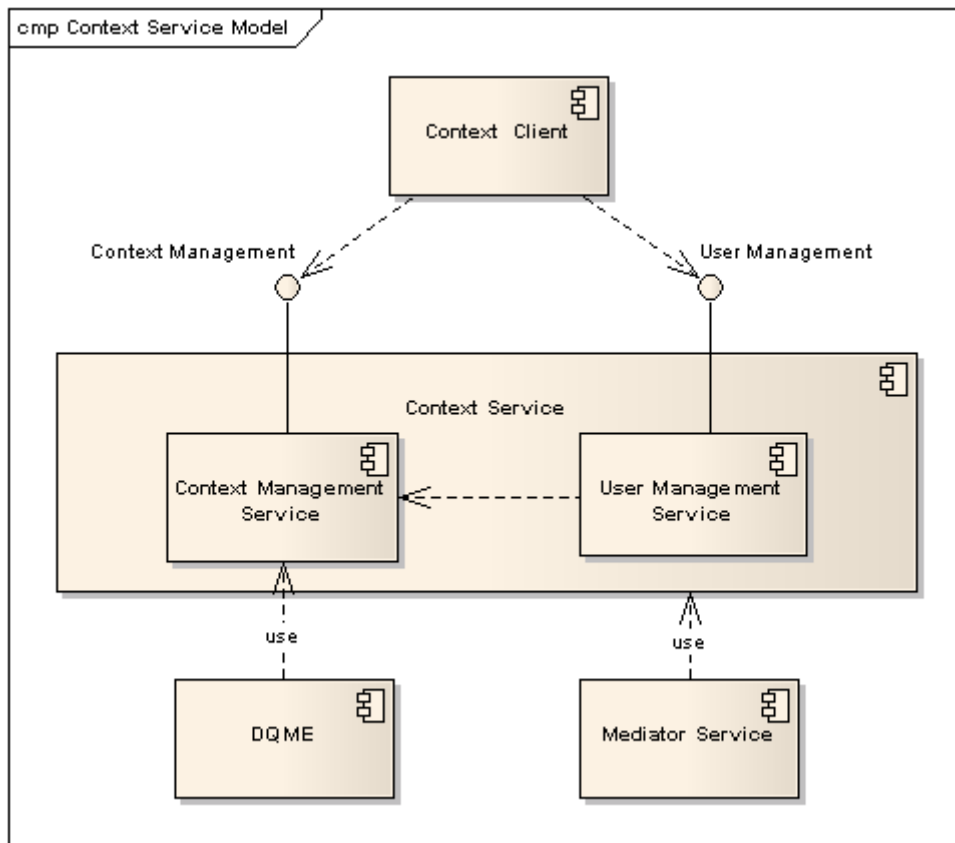 cmp Context Service Model
Context Client
Context Management
User Management
Context Service
Context Management
Service
User Management
Service
use
use
DQME
Mediator Service